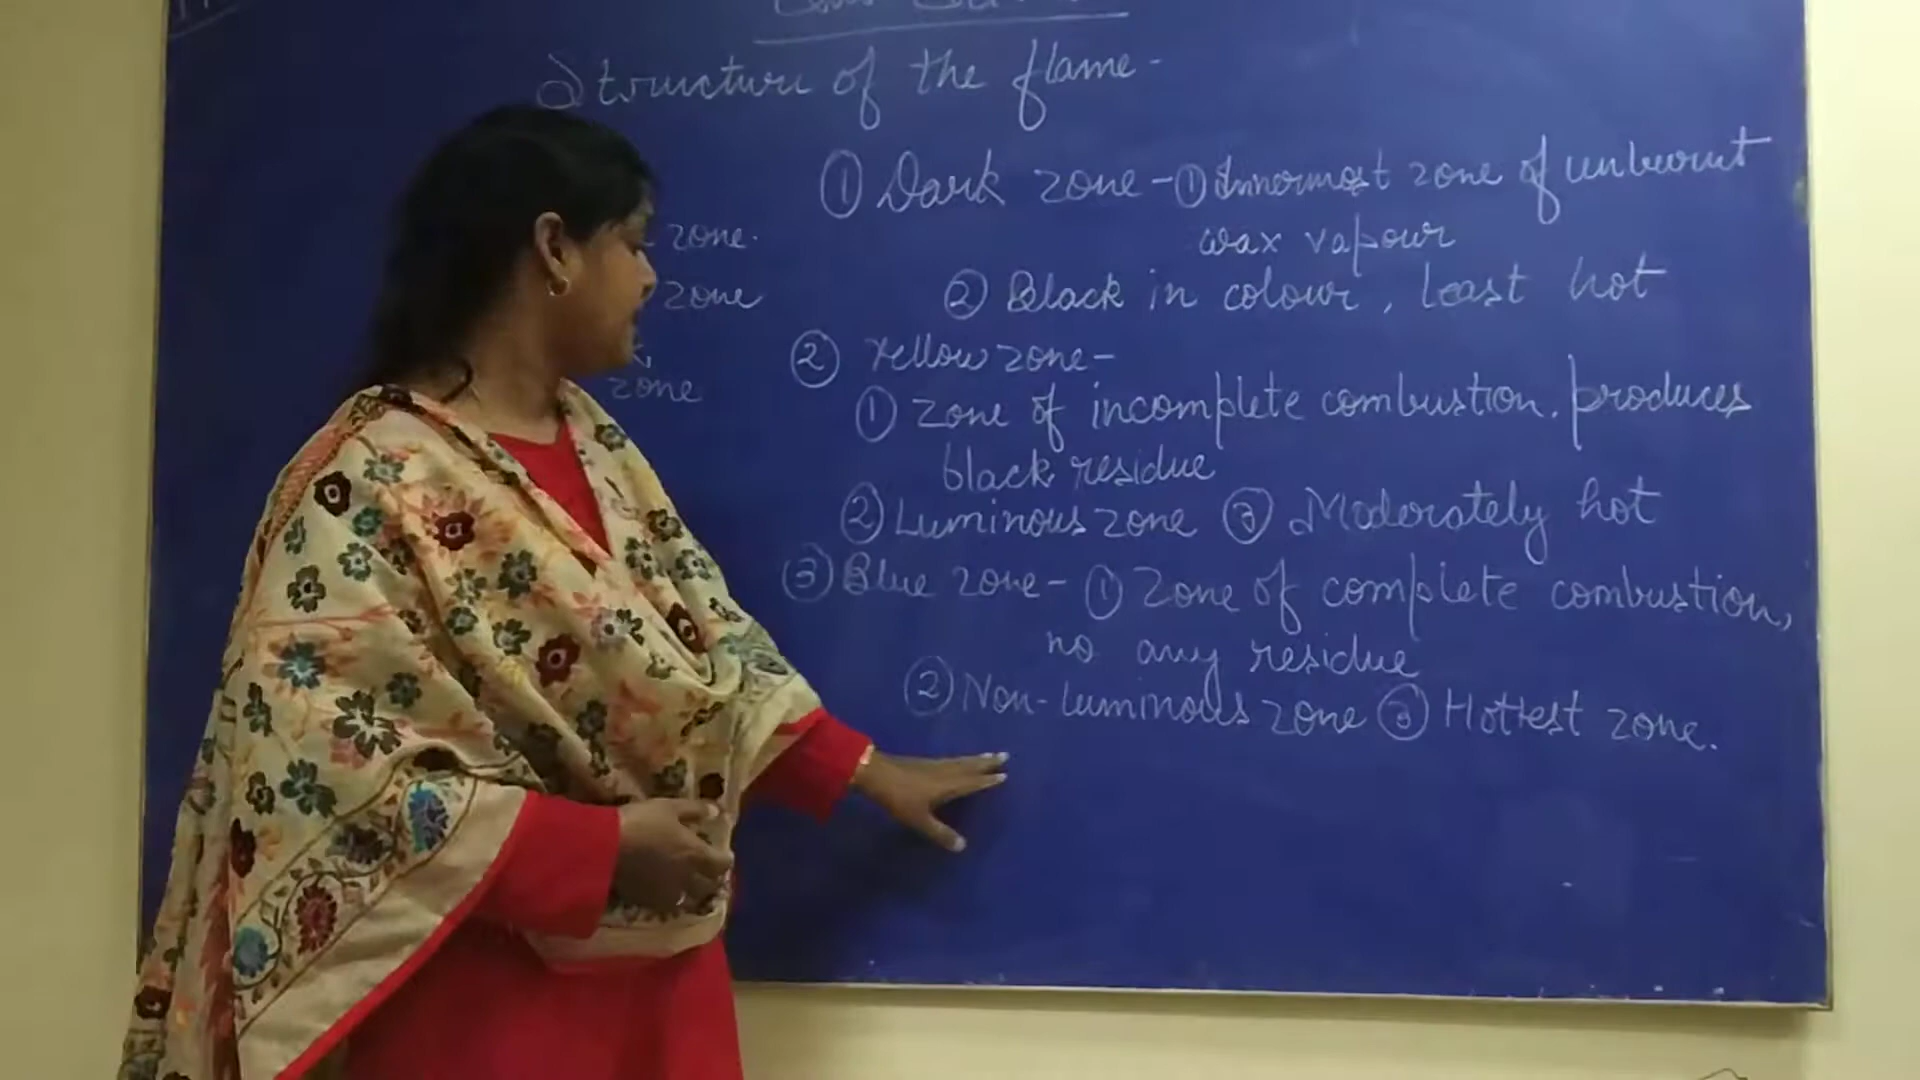 Structure of the flame-
① Dark zone - ① Innermost zone of unburnt
wax vapour
zone.
② Black in colour, least hot
zone
② Yellow zone-
zone
① zone of incomplete combustion. produces
black residue
② Luminous zone ③ Moderately hot
③ Blue zone- ① Zone of complete combustion,
no any residue
② Non-luminous zone ③ Hottest zone.